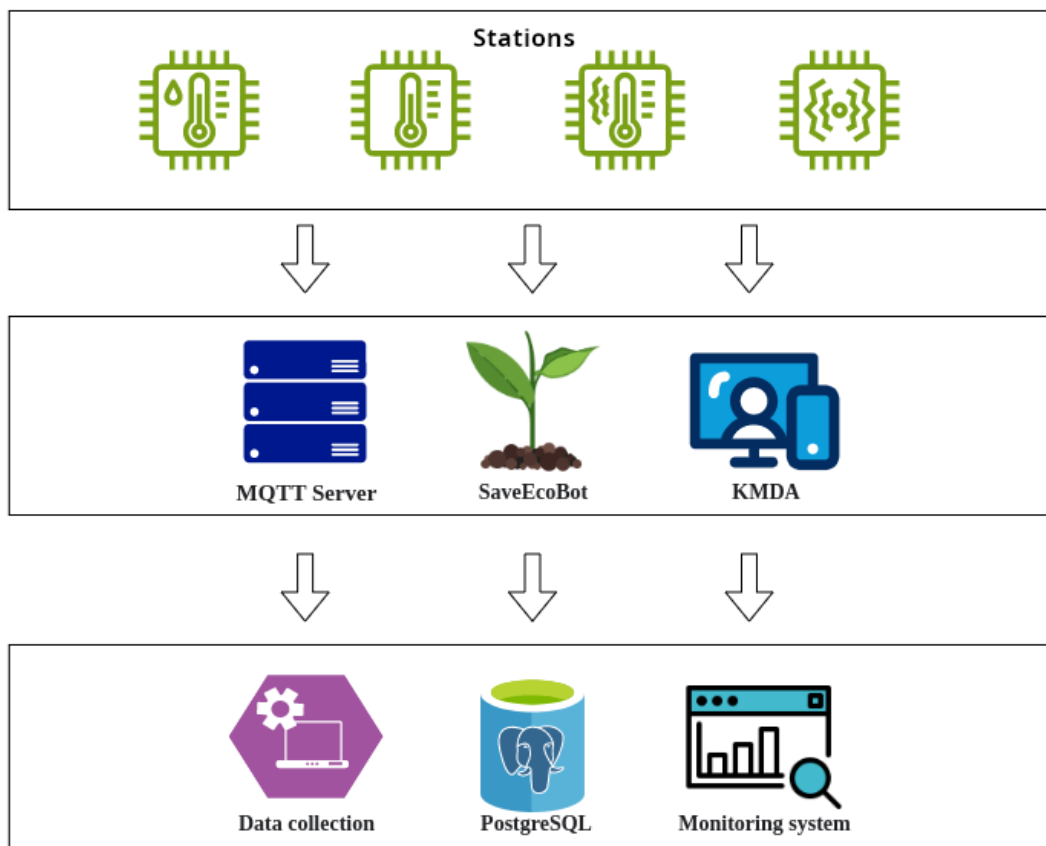 Stations
MQTT Server
SaveEcoBot
KMDA
Data collection
PostgreSQL
Monitoring system